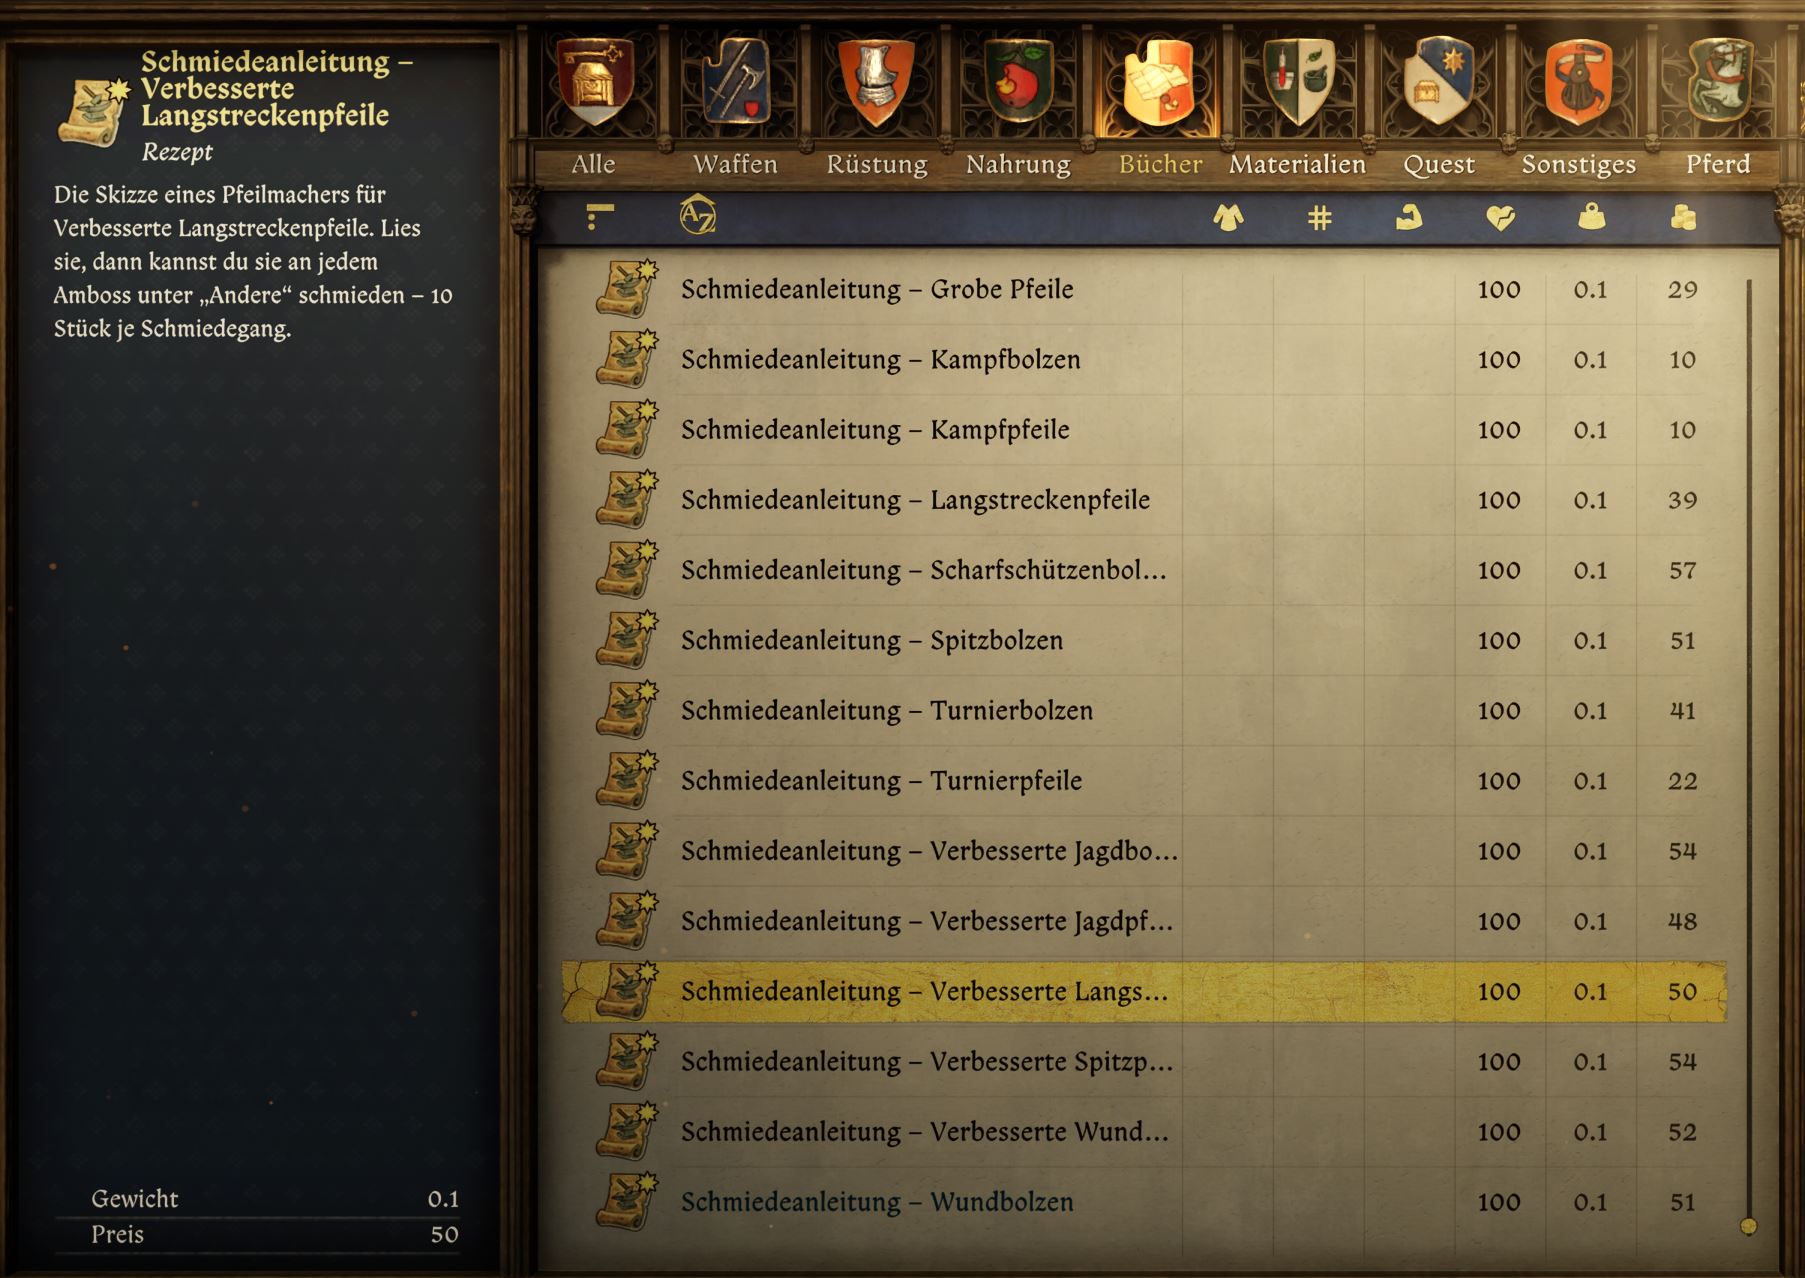 Schmiedeanleitung –
Verbesserte
Langstreckenpfeile
Rezept
Die Skizze eines Pfeilmachers für
Verbesserte Langstreckenpfeile. Lies
sie, dann kannst du sie an jedem
Amboss unter „Andere“ schmieden – 10
Stück je Schmiedegang.
Gewicht 0.1
Preis 50
Alle Waffen Rüstung Nahrung Bücher Materialien Quest Sonstiges Pferd
AZ #
Schmiedeanleitung – Grobe Pfeile 100 0.1 29
Schmiedeanleitung – Kampfbolzen 100 0.1 10
Schmiedeanleitung – Kampfpfeile 100 0.1 10
Schmiedeanleitung – Langstreckenpfeile 100 0.1 39
Schmiedeanleitung – Scharfschützenbol... 100 0.1 57
Schmiedeanleitung – Spitzbolzen 100 0.1 51
Schmiedeanleitung – Turnierbolzen 100 0.1 41
Schmiedeanleitung – Turnierpfeile 100 0.1 22
Schmiedeanleitung – Verbesserte Jagdbo... 100 0.1 54
Schmiedeanleitung – Verbesserte Jagdpf... 100 0.1 48
Schmiedeanleitung – Verbesserte Langs... 100 0.1 50
Schmiedeanleitung – Verbesserte Spitzp... 100 0.1 54
Schmiedeanleitung – Verbesserte Wund... 100 0.1 52
Schmiedeanleitung – Wundbolzen 100 0.1 51